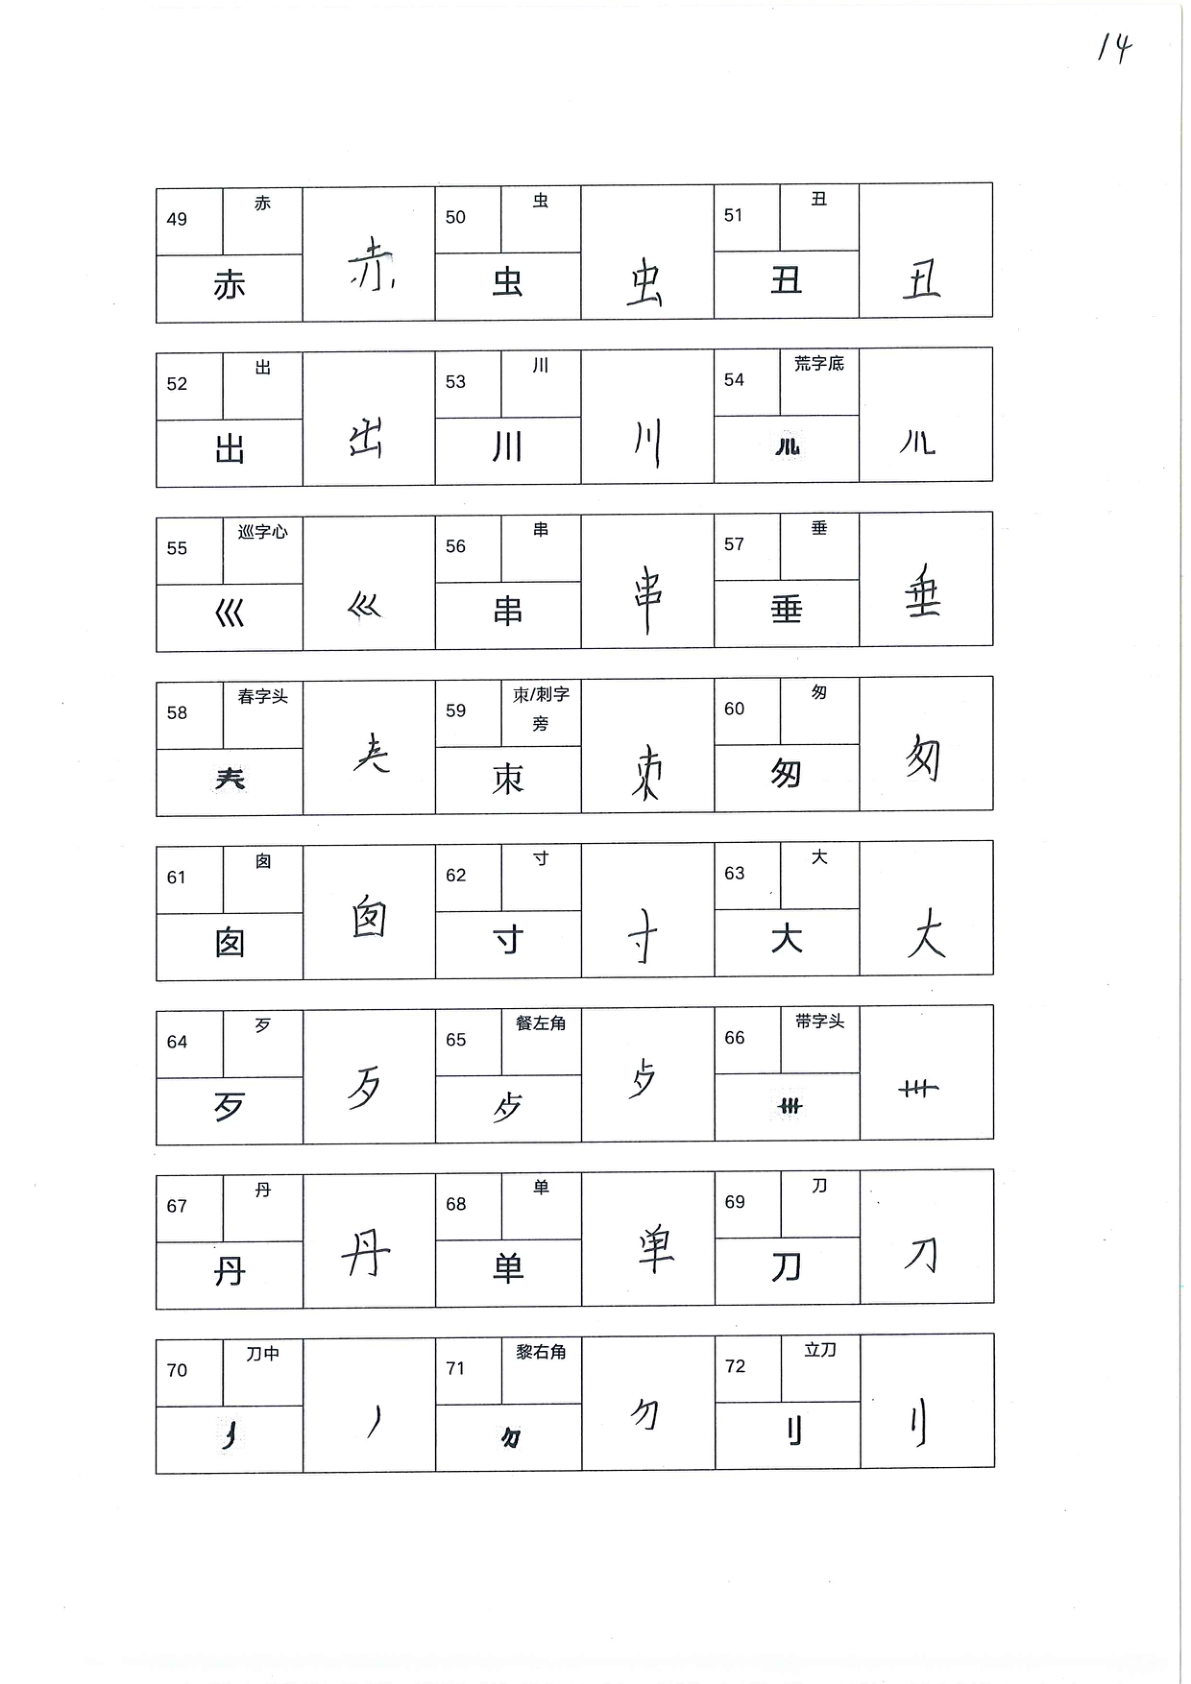 14
49 赤 赤 赤 50 虫 虫 虫 51 丑 丑 丑
52 出 出 出 53 川 川 川 54 荒字底 㐬 㐬
55 巡字心 巛 巛 56 串 串 串 57 垂 垂 垂
58 春字头 𡗗 𡗗 59 朿/刺字旁 朿 朿 60 匆 匆 匆
61 囱 囱 囱 62 寸 寸 寸 63 大 大 大
64 歹 歹 歹 65 餐左角 66 带字头 卌 卌
67 丹 丹 丹 68 单 单 单 69 刀 刀 刀
70 刀中 71 黎右角 72 立刀 刂 刂